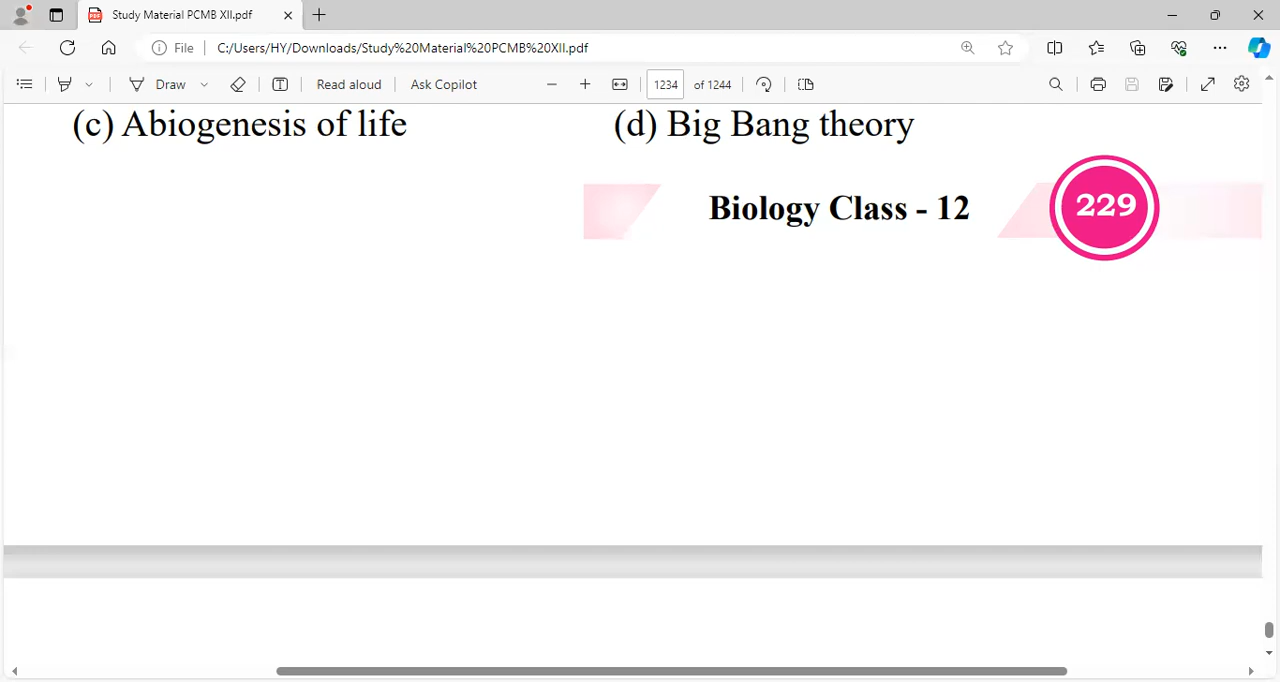 Study Material PCMB XII.pdf
File C:/Users/HY/Downloads/Study%20Material%20PCMB%20XII.pdf
Draw Read aloud Ask Copilot 1234 of 1244
(c) Abiogenesis of life (d) Big Bang theory
Biology Class - 12 229